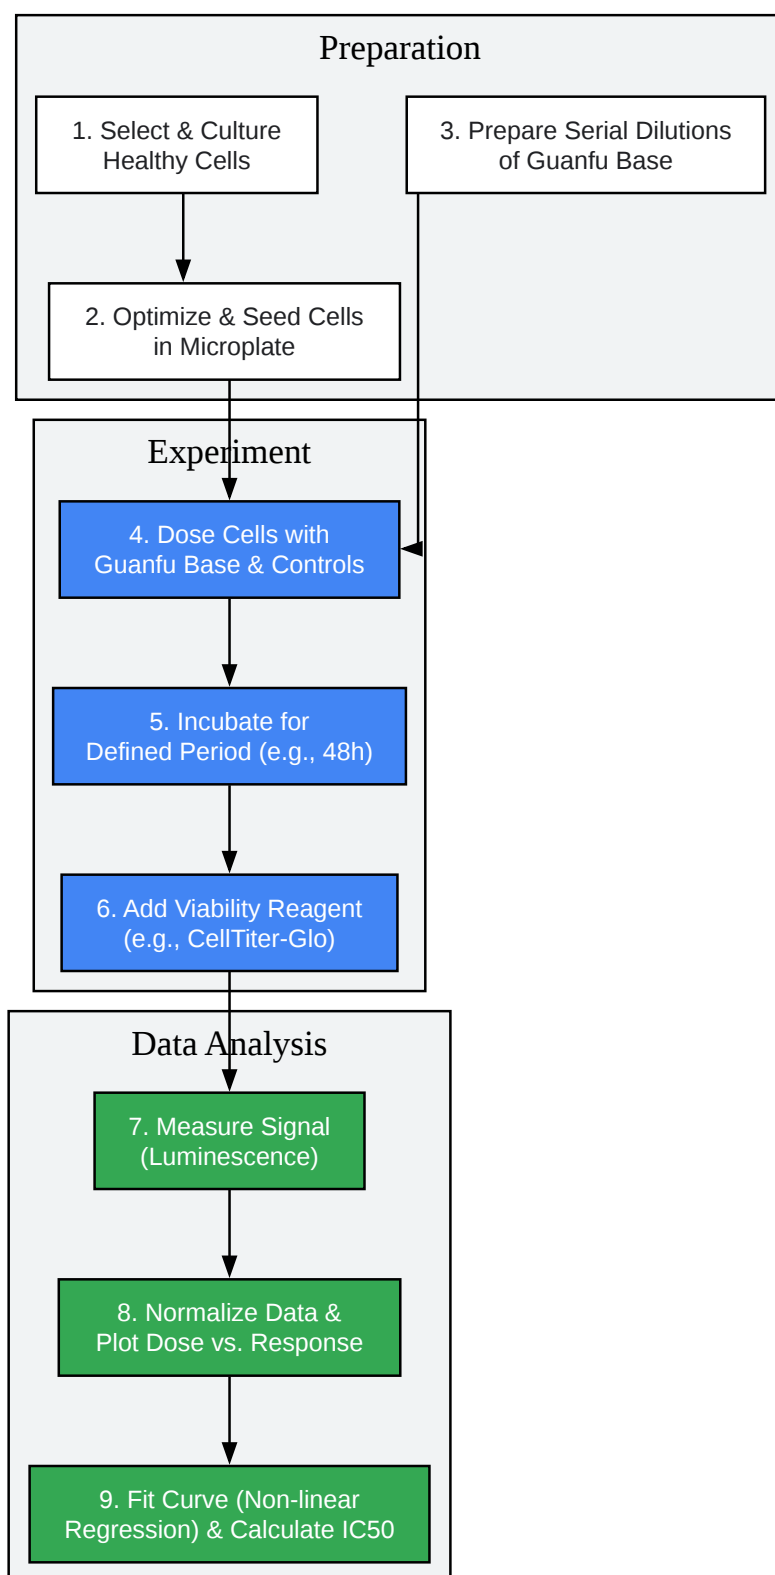 Preparation
1. Select & Culture
Healthy Cells
3. Prepare Serial Dilutions
of Guanfu Base
2. Optimize & Seed Cells
in Microplate
Experiment
4. Dose Cells with
Guanfu Base & Controls
5. Incubate for
Defined Period (e.g., 48h)
6. Add Viability Reagent
(e.g., CellTiter-Glo)
Data Analysis
7. Measure Signal
(Luminescence)
8. Normalize Data &
Plot Dose vs. Response
9. Fit Curve (Non-linear
Regression) & Calculate IC50